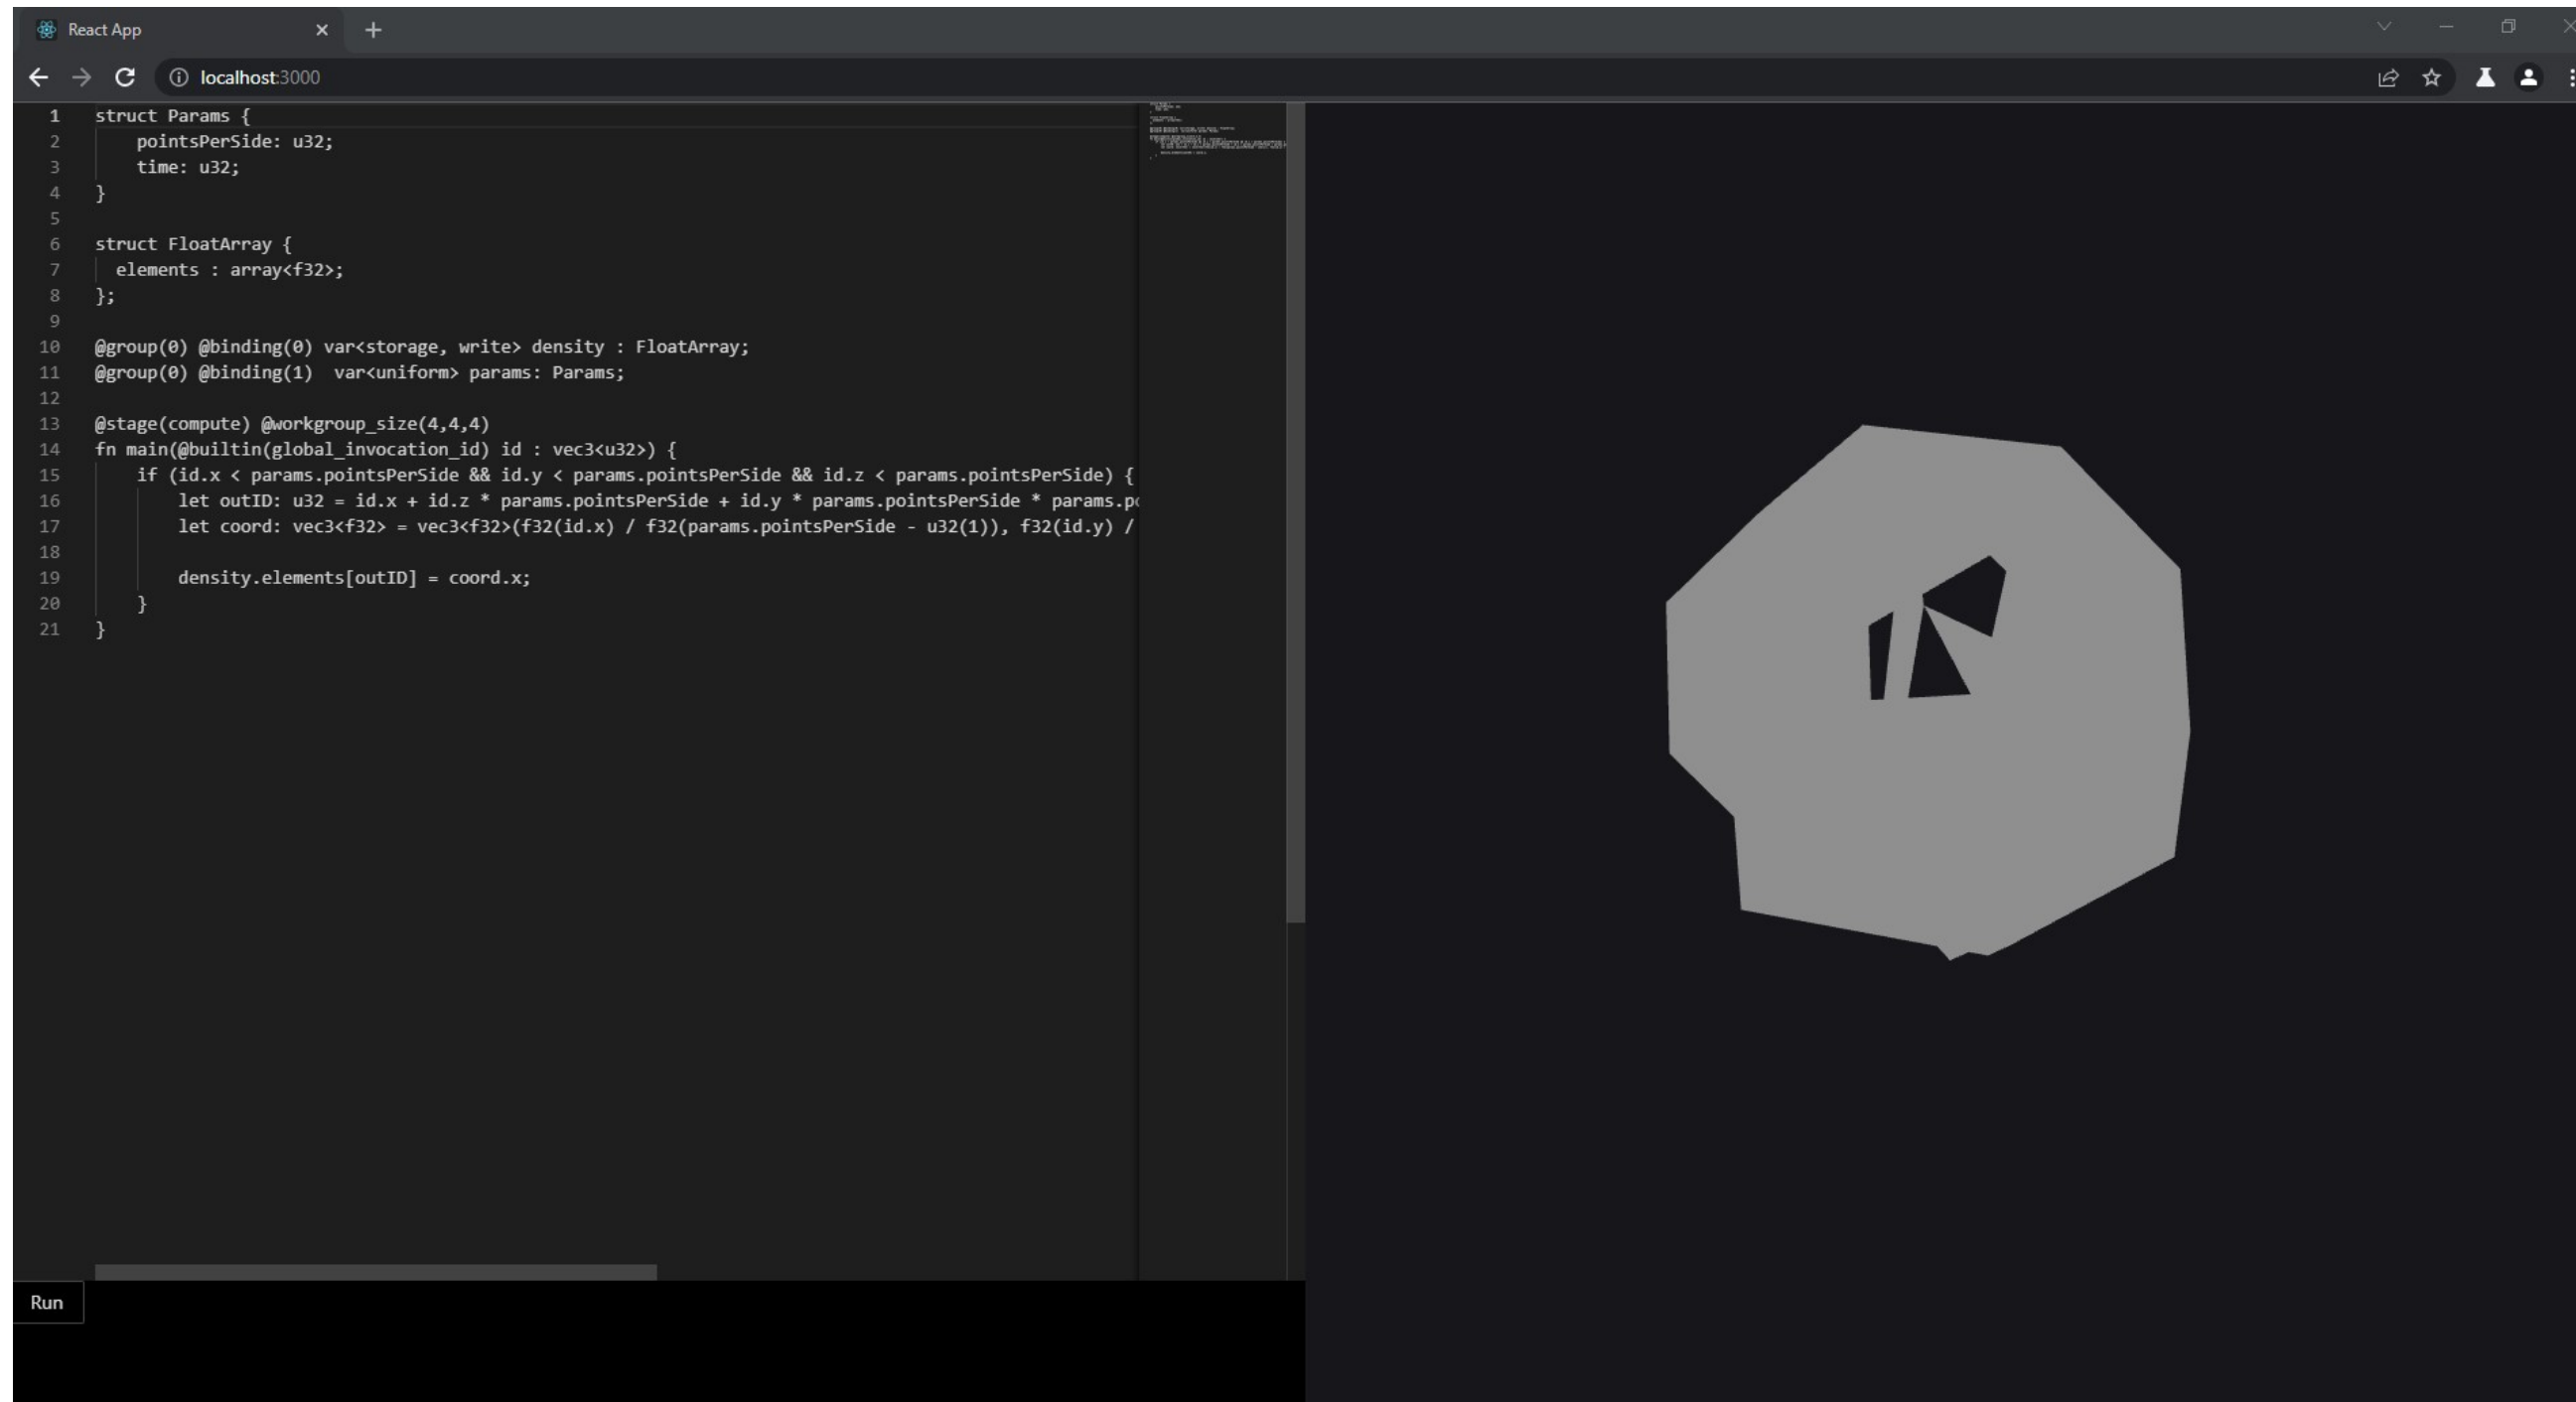 React App
localhost:3000
1 struct Params {
2 pointsPerSide: u32;
3 time: u32;
4 }
5
6 struct FloatArray {
7 elements : array<f32>;
8 };
9
10 @group(0) @binding(0) var<storage, write> density : FloatArray;
11 @group(0) @binding(1)  var<uniform> params: Params;
12
13 @stage(compute) @workgroup_size(4,4,4)
14 fn main(@builtin(global_invocation_id) id : vec3<u32>) {
15 if (id.x < params.pointsPerSide && id.y < params.pointsPerSide && id.z < params.pointsPerSide) {
16 let outID: u32 = id.x + id.z * params.pointsPerSide + id.y * params.pointsPerSide * params.
17 let coord: vec3<f32> = vec3<f32>(f32(id.x) / f32(params.pointsPerSide - u32(1)), f32(id.y) /
18
19 density.elements[outID] = coord.x;
20 }
21 }
Run